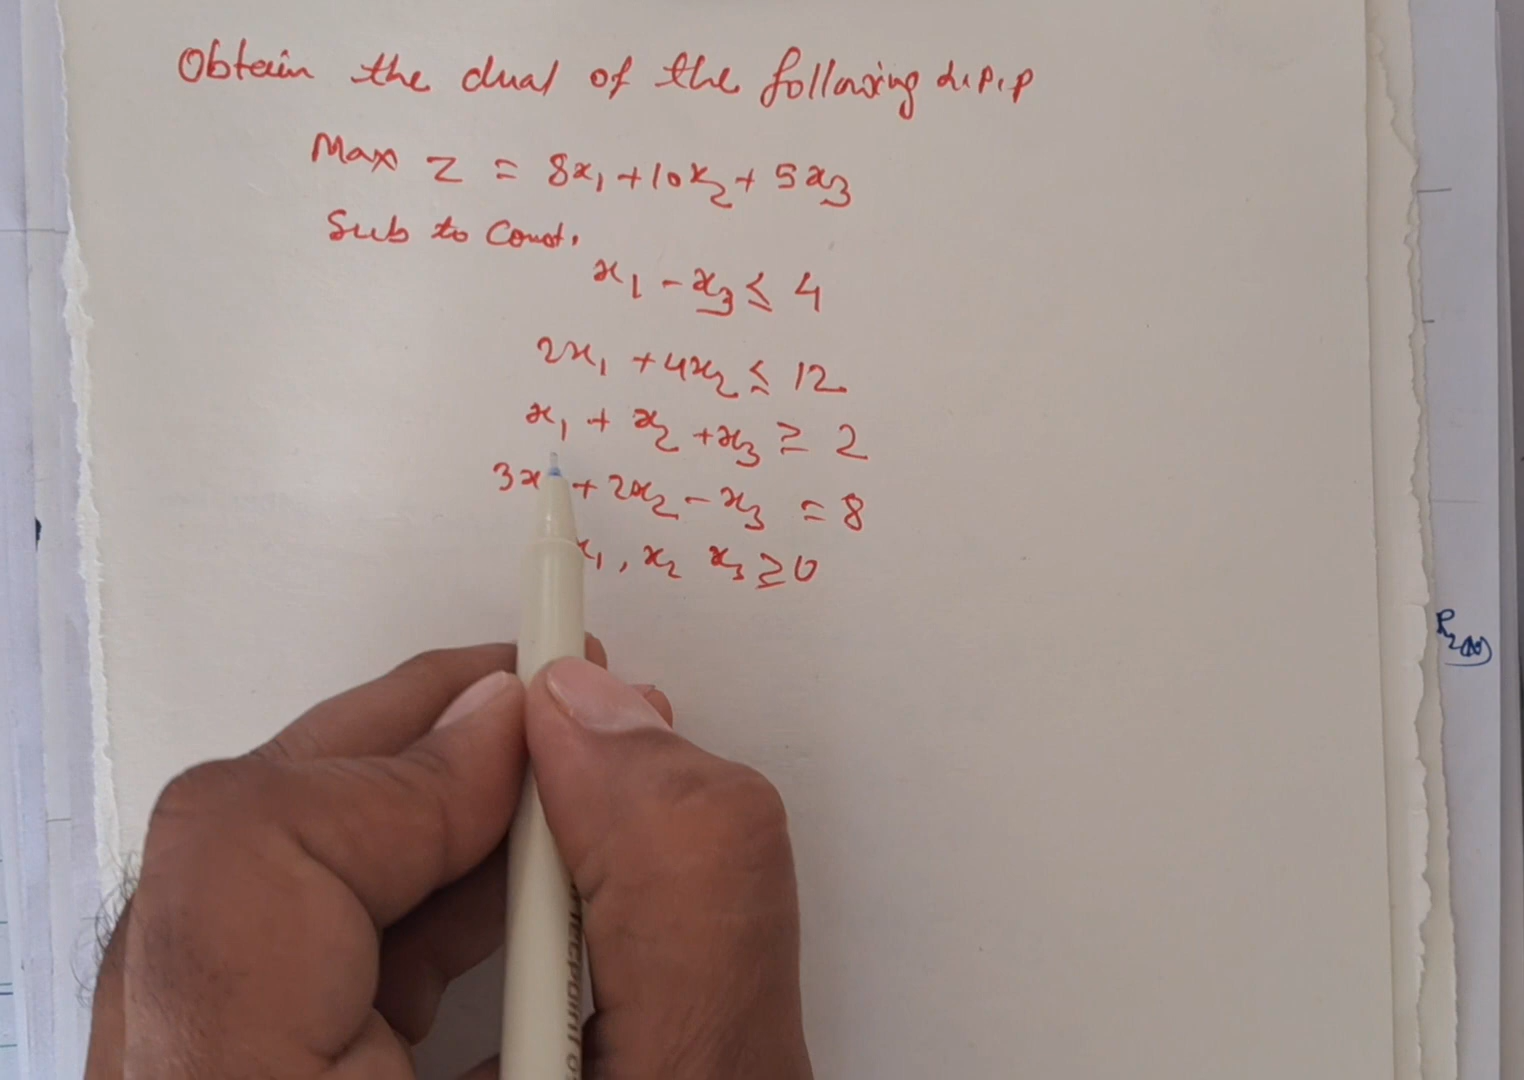 Obtain the dual of the following L.P.P
Max Z = 8x₁ + 10x₂ + 5x₃
Sub to Const.
x₁ - x₃ ≤ 4
2x₁ + 4x₂ ≤ 12
x₁ + x₂ + x₃ ≥ 2
3x + 2x₂ - x₃ = 8
x₁, x₂ x₃ ≥ 0